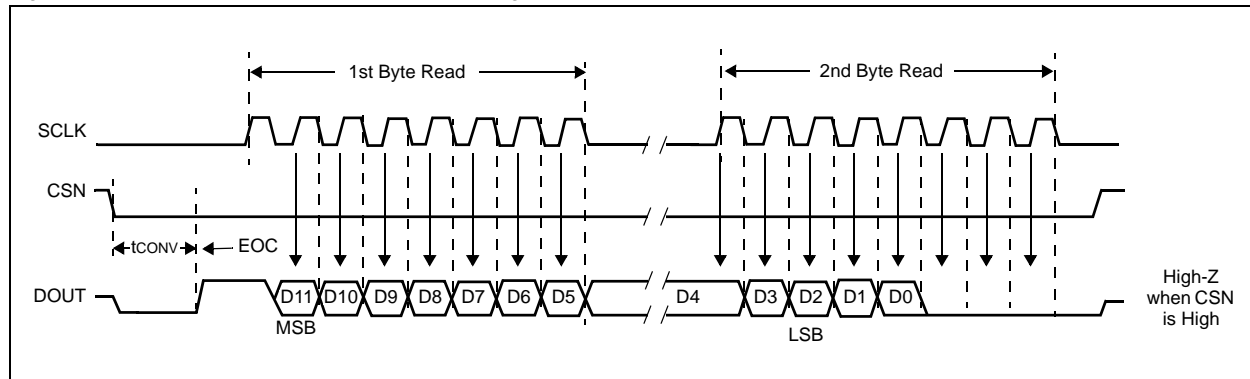 1st Byte Read
2nd Byte Read
SCLK
CSN
tCONV
EOC
DOUT
D11
D10
D9
D8
D7
D6
D5
D4
D3
D2
D1
D0
MSB
LSB
High-Z
when CSN
is High